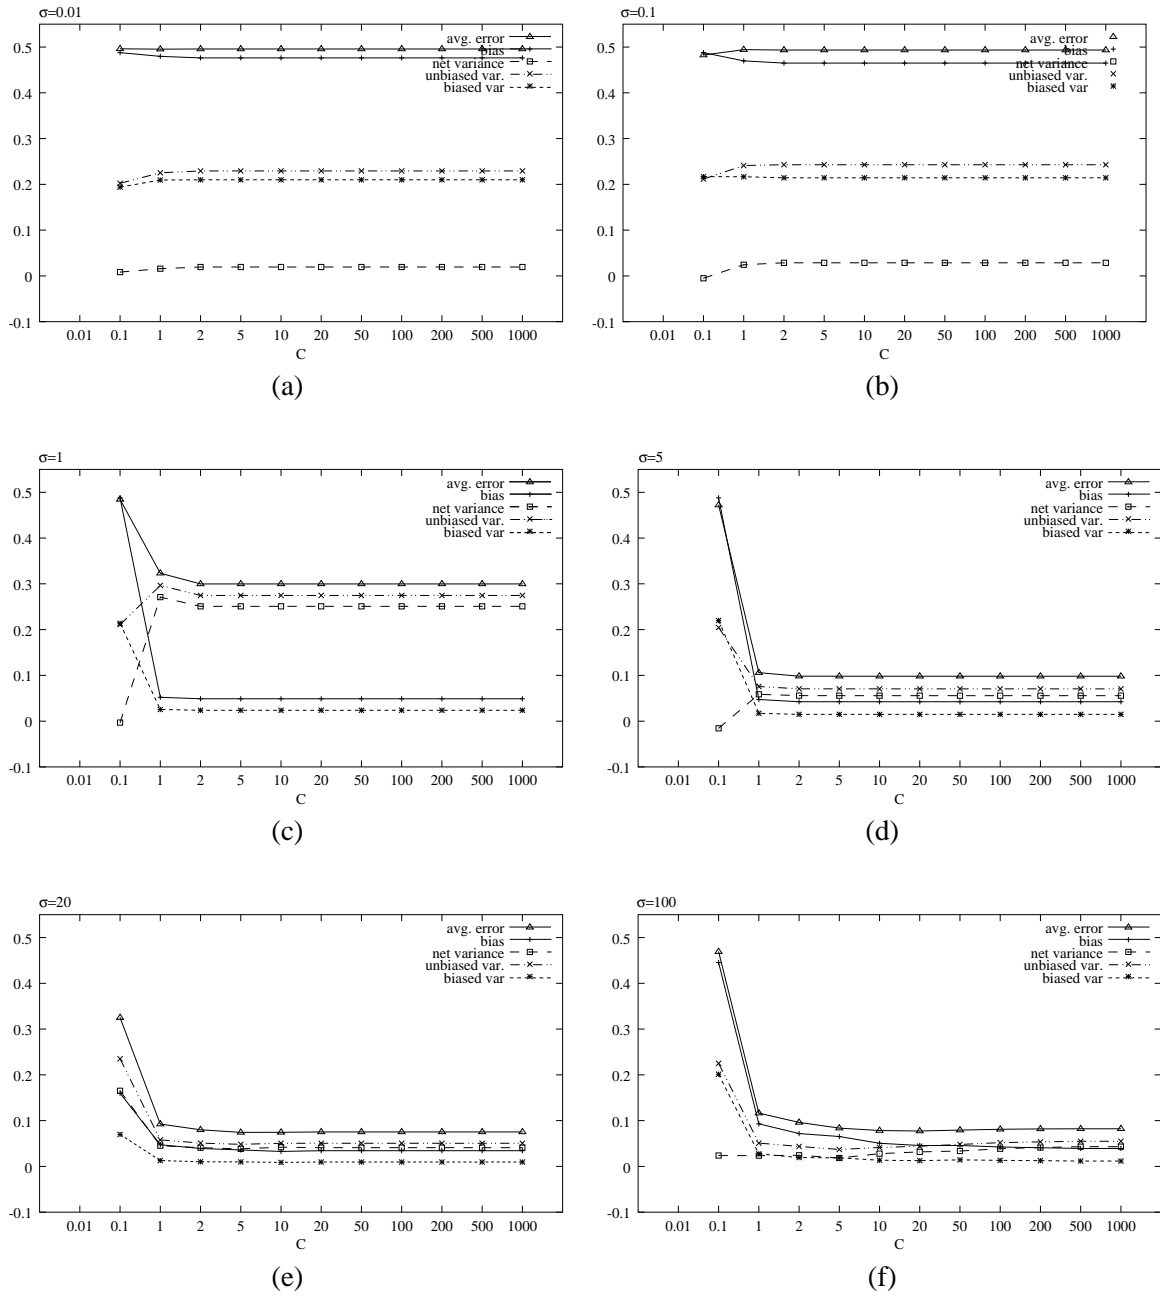 σ=0.01
avg. error
bias
net variance
unbiased var.
biased var
0.5
0.4
0.3
0.2
0.1
0
-0.1
0.01 0.1 1 2 5 10 20 50 100 200 500 1000
C
(a)
σ=0.1
avg. error
bias
net variance
unbiased var.
biased var
0.5
0.4
0.3
0.2
0.1
0
-0.1
0.01 0.1 1 2 5 10 20 50 100 200 500 1000
C
(b)
σ=1
avg. error
bias
net variance
unbiased var.
biased var
0.5
0.4
0.3
0.2
0.1
0
-0.1
0.01 0.1 1 2 5 10 20 50 100 200 500 1000
C
(c)
σ=5
avg. error
bias
net variance
unbiased var.
biased var
0.5
0.4
0.3
0.2
0.1
0
-0.1
0.01 0.1 1 2 5 10 20 50 100 200 500 1000
C
(d)
σ=20
avg. error
bias
net variance
unbiased var.
biased var
0.5
0.4
0.3
0.2
0.1
0
-0.1
0.01 0.1 1 2 5 10 20 50 100 200 500 1000
C
(e)
σ=100
avg. error
bias
net variance
unbiased var.
biased var
0.5
0.4
0.3
0.2
0.1
0
-0.1
0.01 0.1 1 2 5 10 20 50 100 200 500 1000
C
(f)